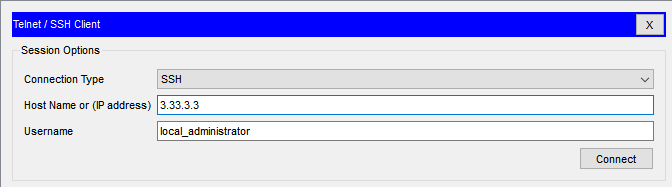 Telnet / SSH Client X
Session Options
Connection Type SSH
Host Name or (IP address) 3.33.3.3
Username local_administrator
Connect